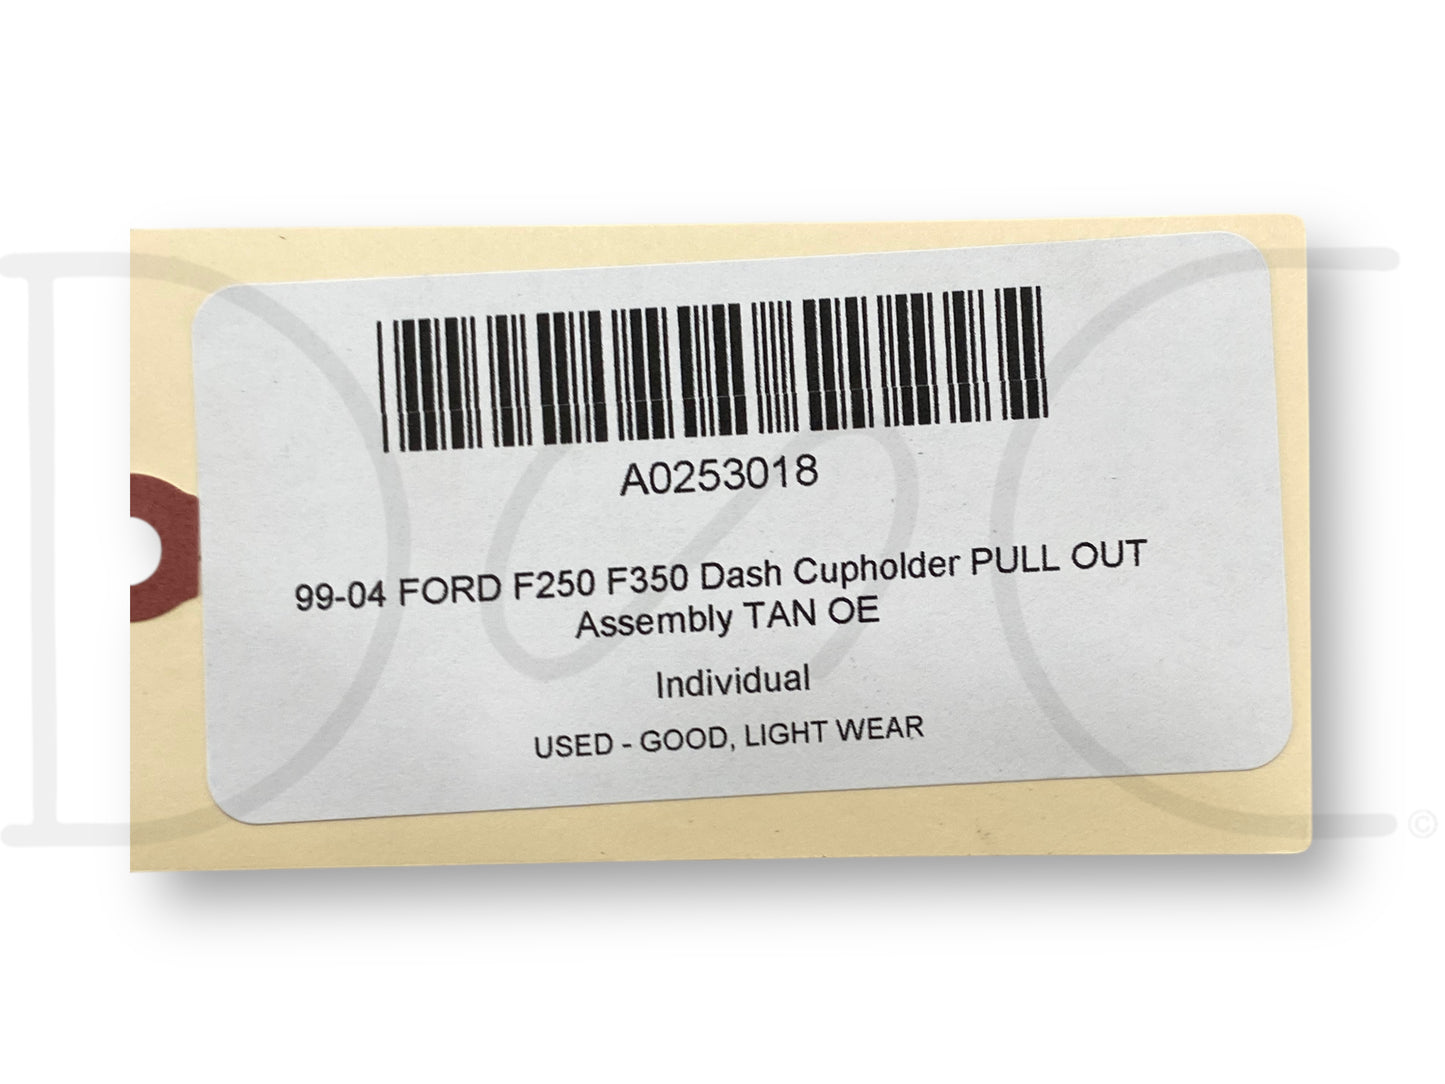 A0253018
99-04 FORD F250 F350 Dash Cupholder PULL OUT
Assembly TAN OE
Individual
USED - GOOD, LIGHT WEAR
©